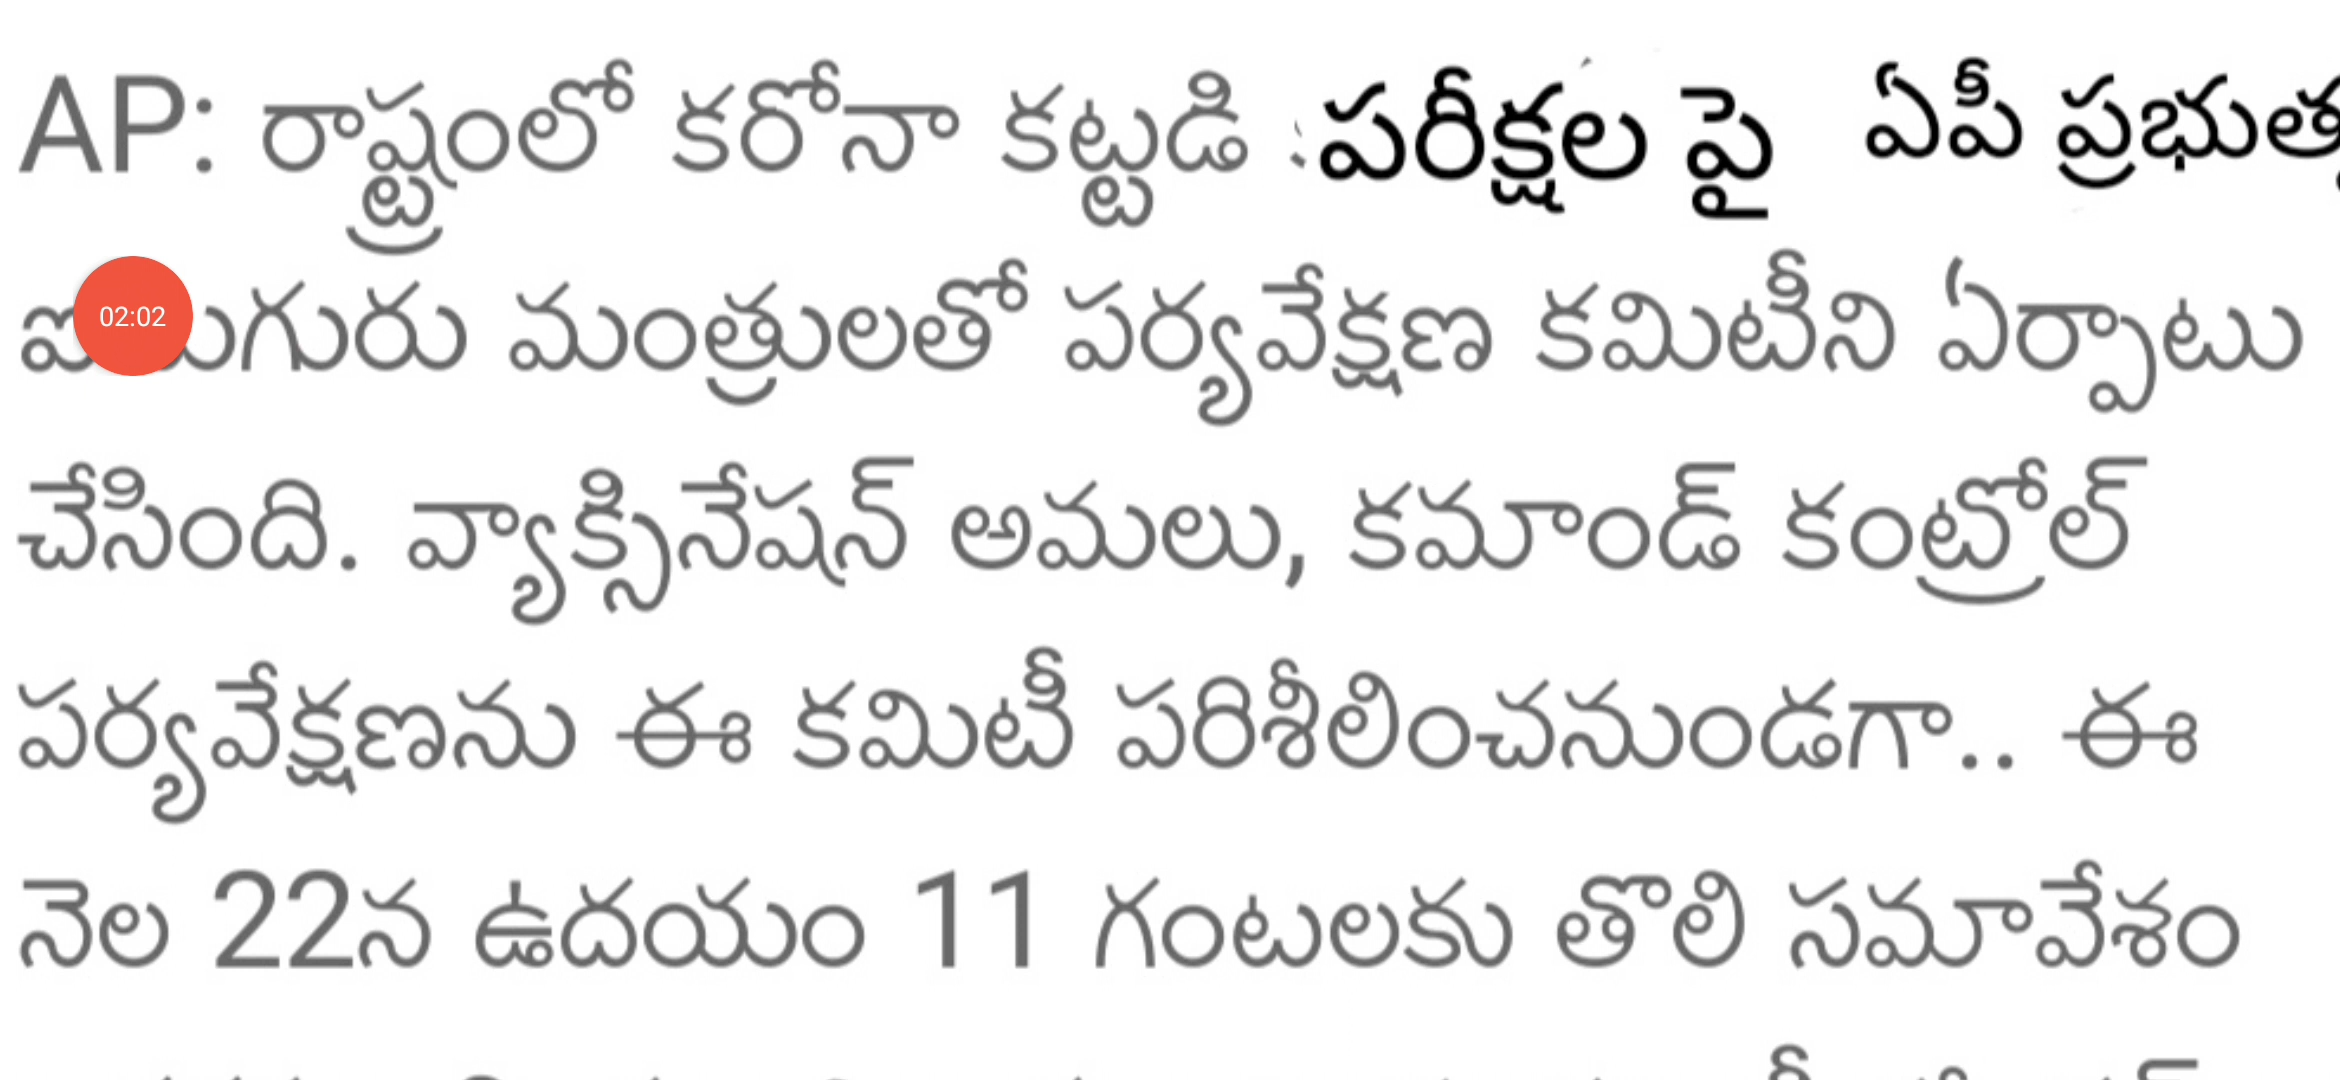 AP: రాష్ట్రంలో కరోనా కట్టడి పరీక్షల పై ఏపీ
02:02 మంత్రులతో పర్యవేక్షణ కమిటీని ఏర్పాటు
చేసింది. వ్యాక్సినేషన్ అమలు, కమాండ్ కంట్రోల్
పర్యవేక్షణను ఈ కమిటీ పరిశీలించనుండగా.. ఈ
నెల 22న ఉదయం 11 గంటలకు తొలి సమావేశం